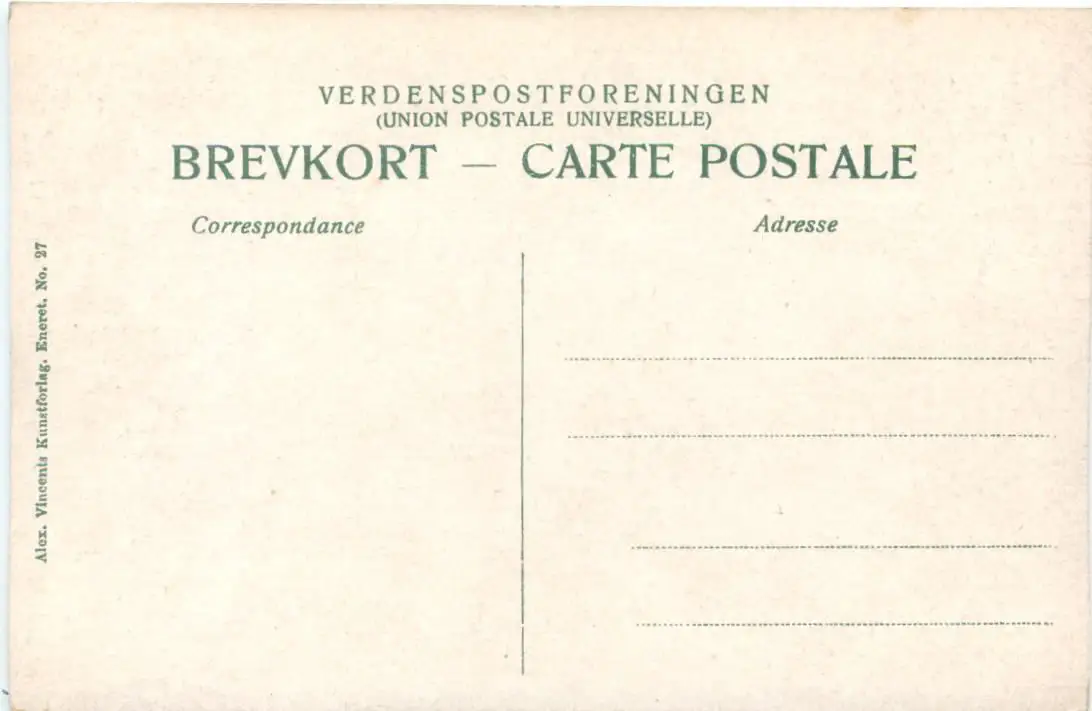 VERDENSPOSTFORENINGEN
(UNION POSTALE UNIVERSELLE)
BREVKORT — CARTE POSTALE
Correspondance
Adresse
Alex. Vincents Kunstforlag. Eneret. No. 27